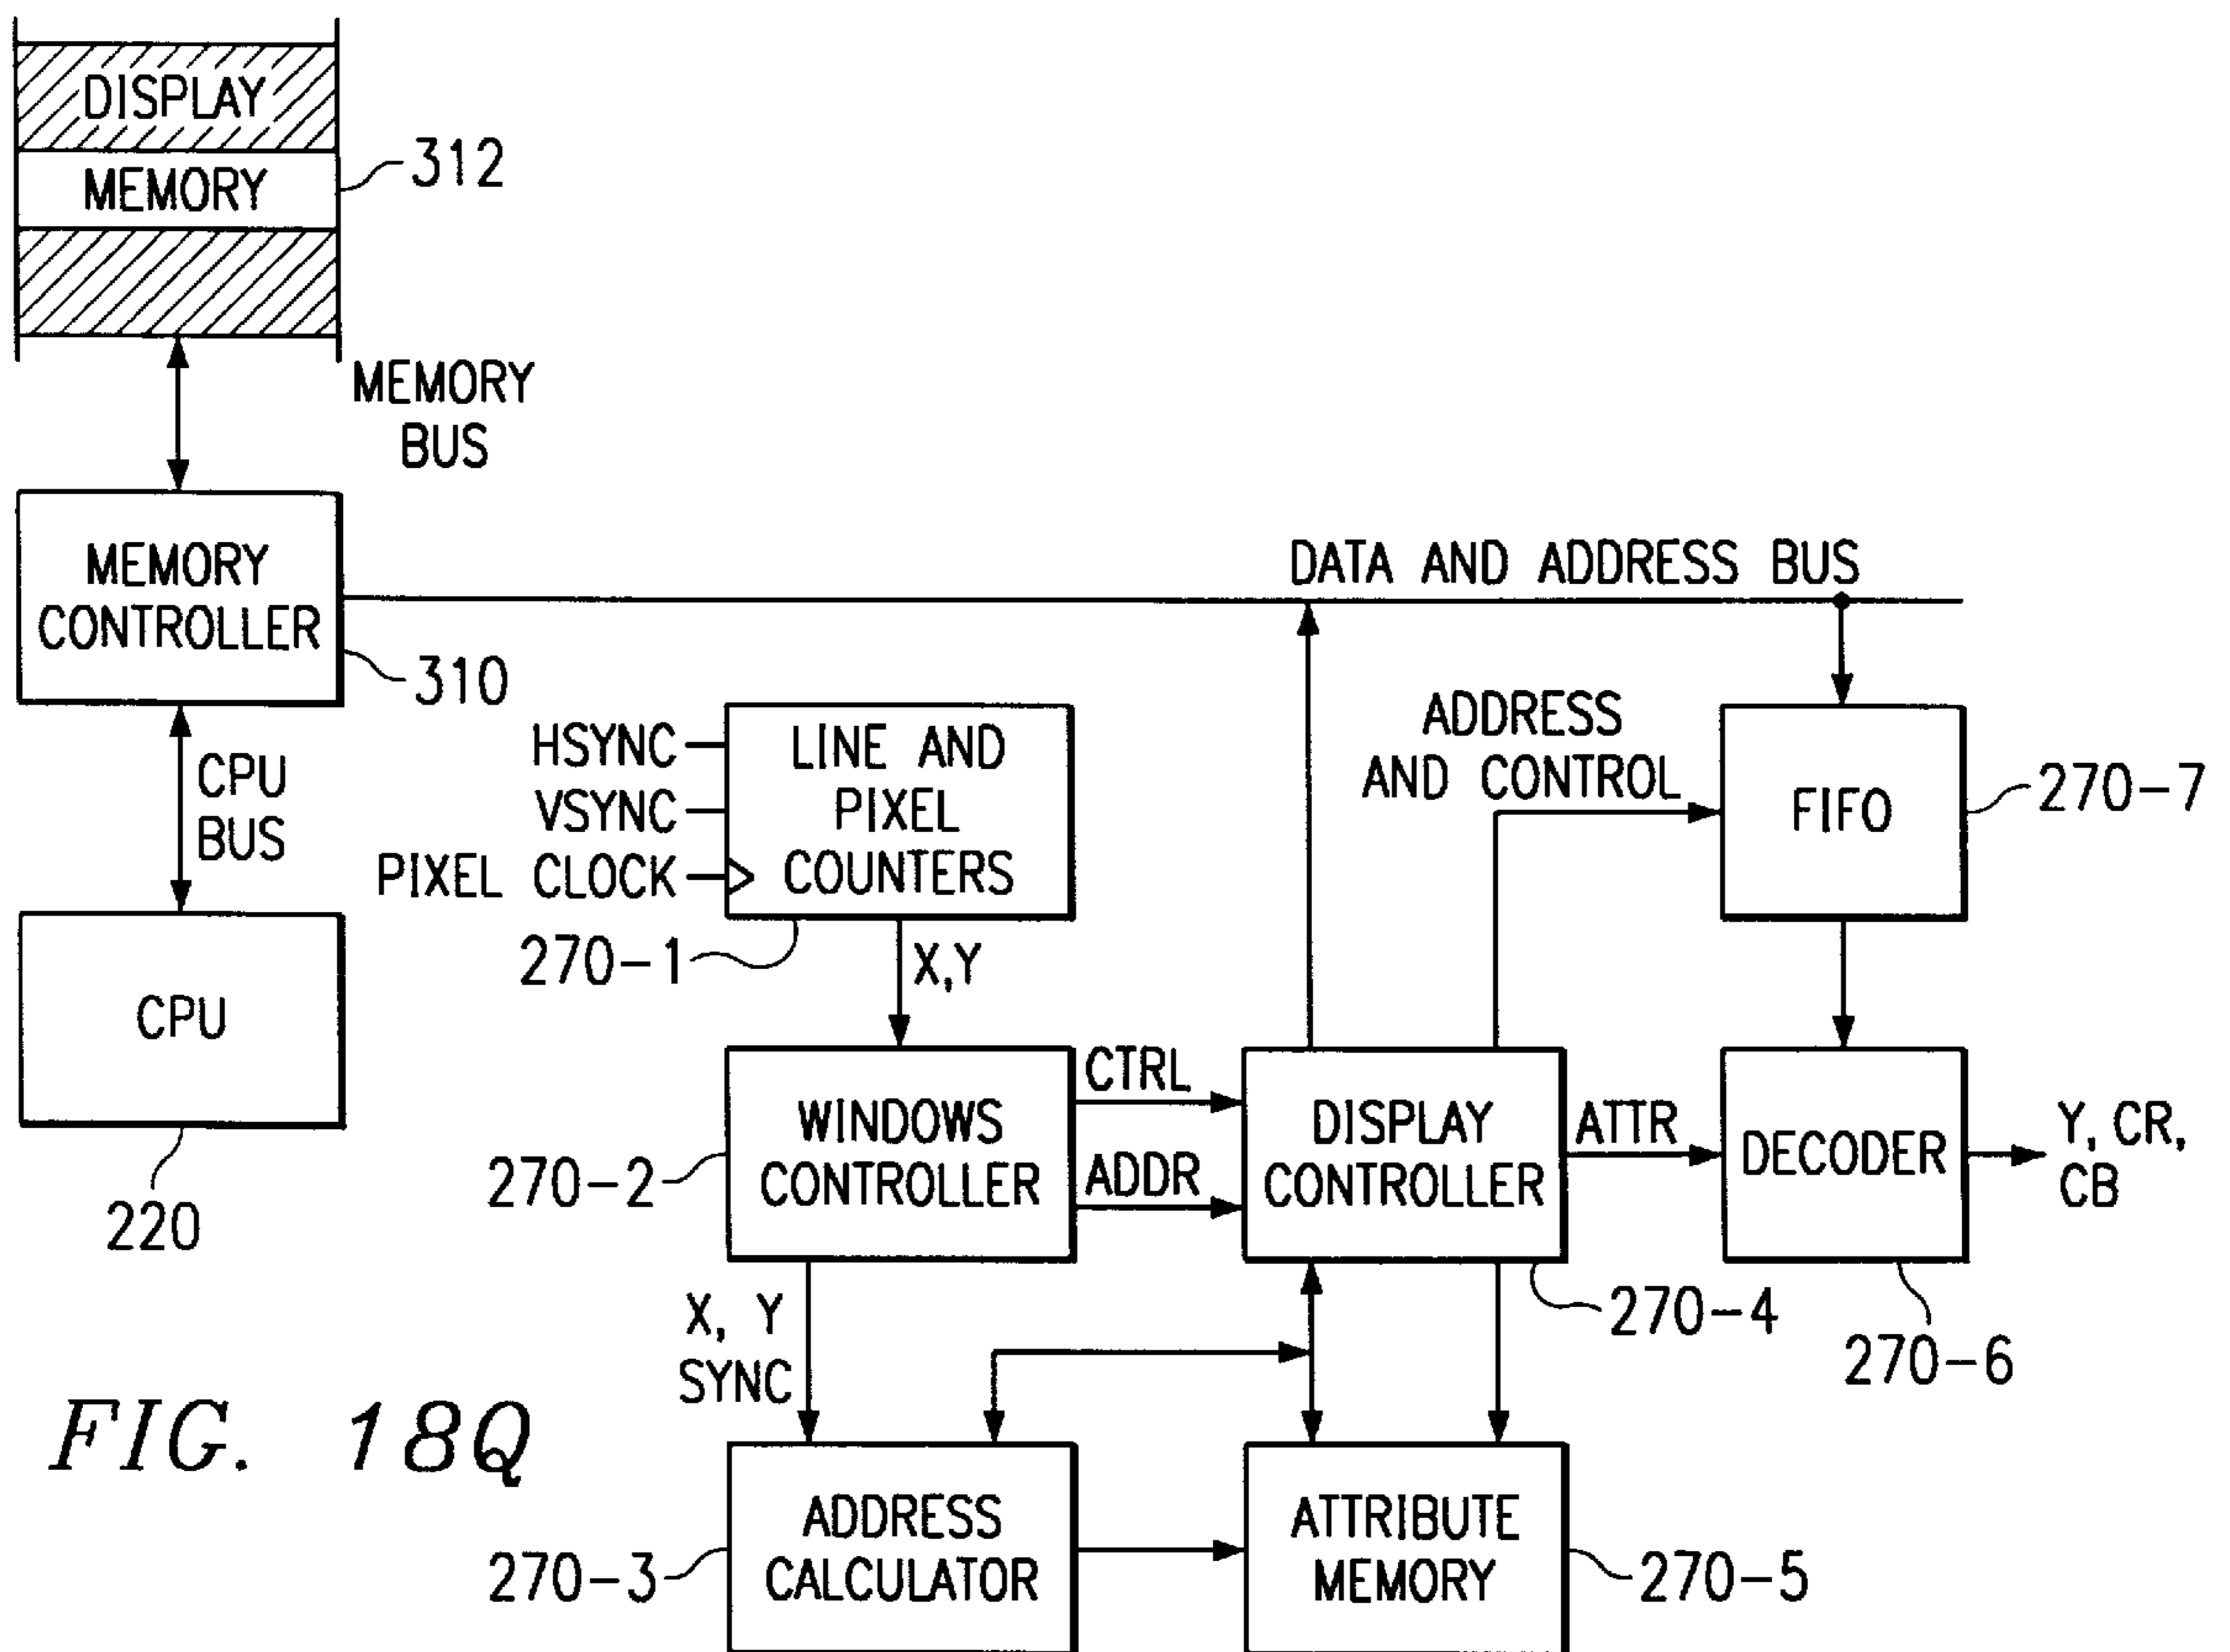 DISPLAY
MEMORY
312
MEMORY
BUS
MEMORY
CONTROLLER
310
DATA AND ADDRESS BUS
CPU
BUS
HSYNC
VSYNC
PIXEL CLOCK
LINE AND
PIXEL
COUNTERS
270-1
X,Y
ADDRESS
AND CONTROL
FIFO
270-7
CPU
220
WINDOWS
CONTROLLER
270-2
CTRL
ADDR
DISPLAY
CONTROLLER
270-4
ATTR
DECODER
270-6
Y, CR,
CB
X, Y
SYNC
ADDRESS
CALCULATOR
270-3
ATTRIBUTE
MEMORY
270-5
FIG. 18Q